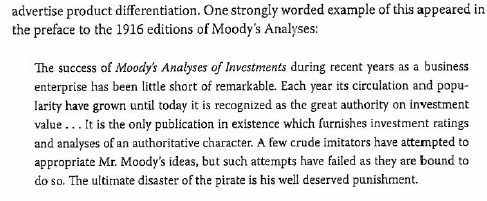 advertise product differentiation. One strongly worded example of this appeared in
the preface to the 1916 editions of Moody's Analyses:
The success of Moody's Analyses of Investments during recent years as a business
enterprise has been little short of remarkable. Each year its circulation and popu-
larity have grown until today it is recognized as the great authority on investment
value . . . It is the only publication in existence which furnishes investment ratings
and analyses of an authoritative character. A few crude imitators have attempted to
appropriate Mr. Moody's ideas, but such attempts have failed as they are bound to
do so. The ultimate disaster of the pirate is his well deserved punishment.